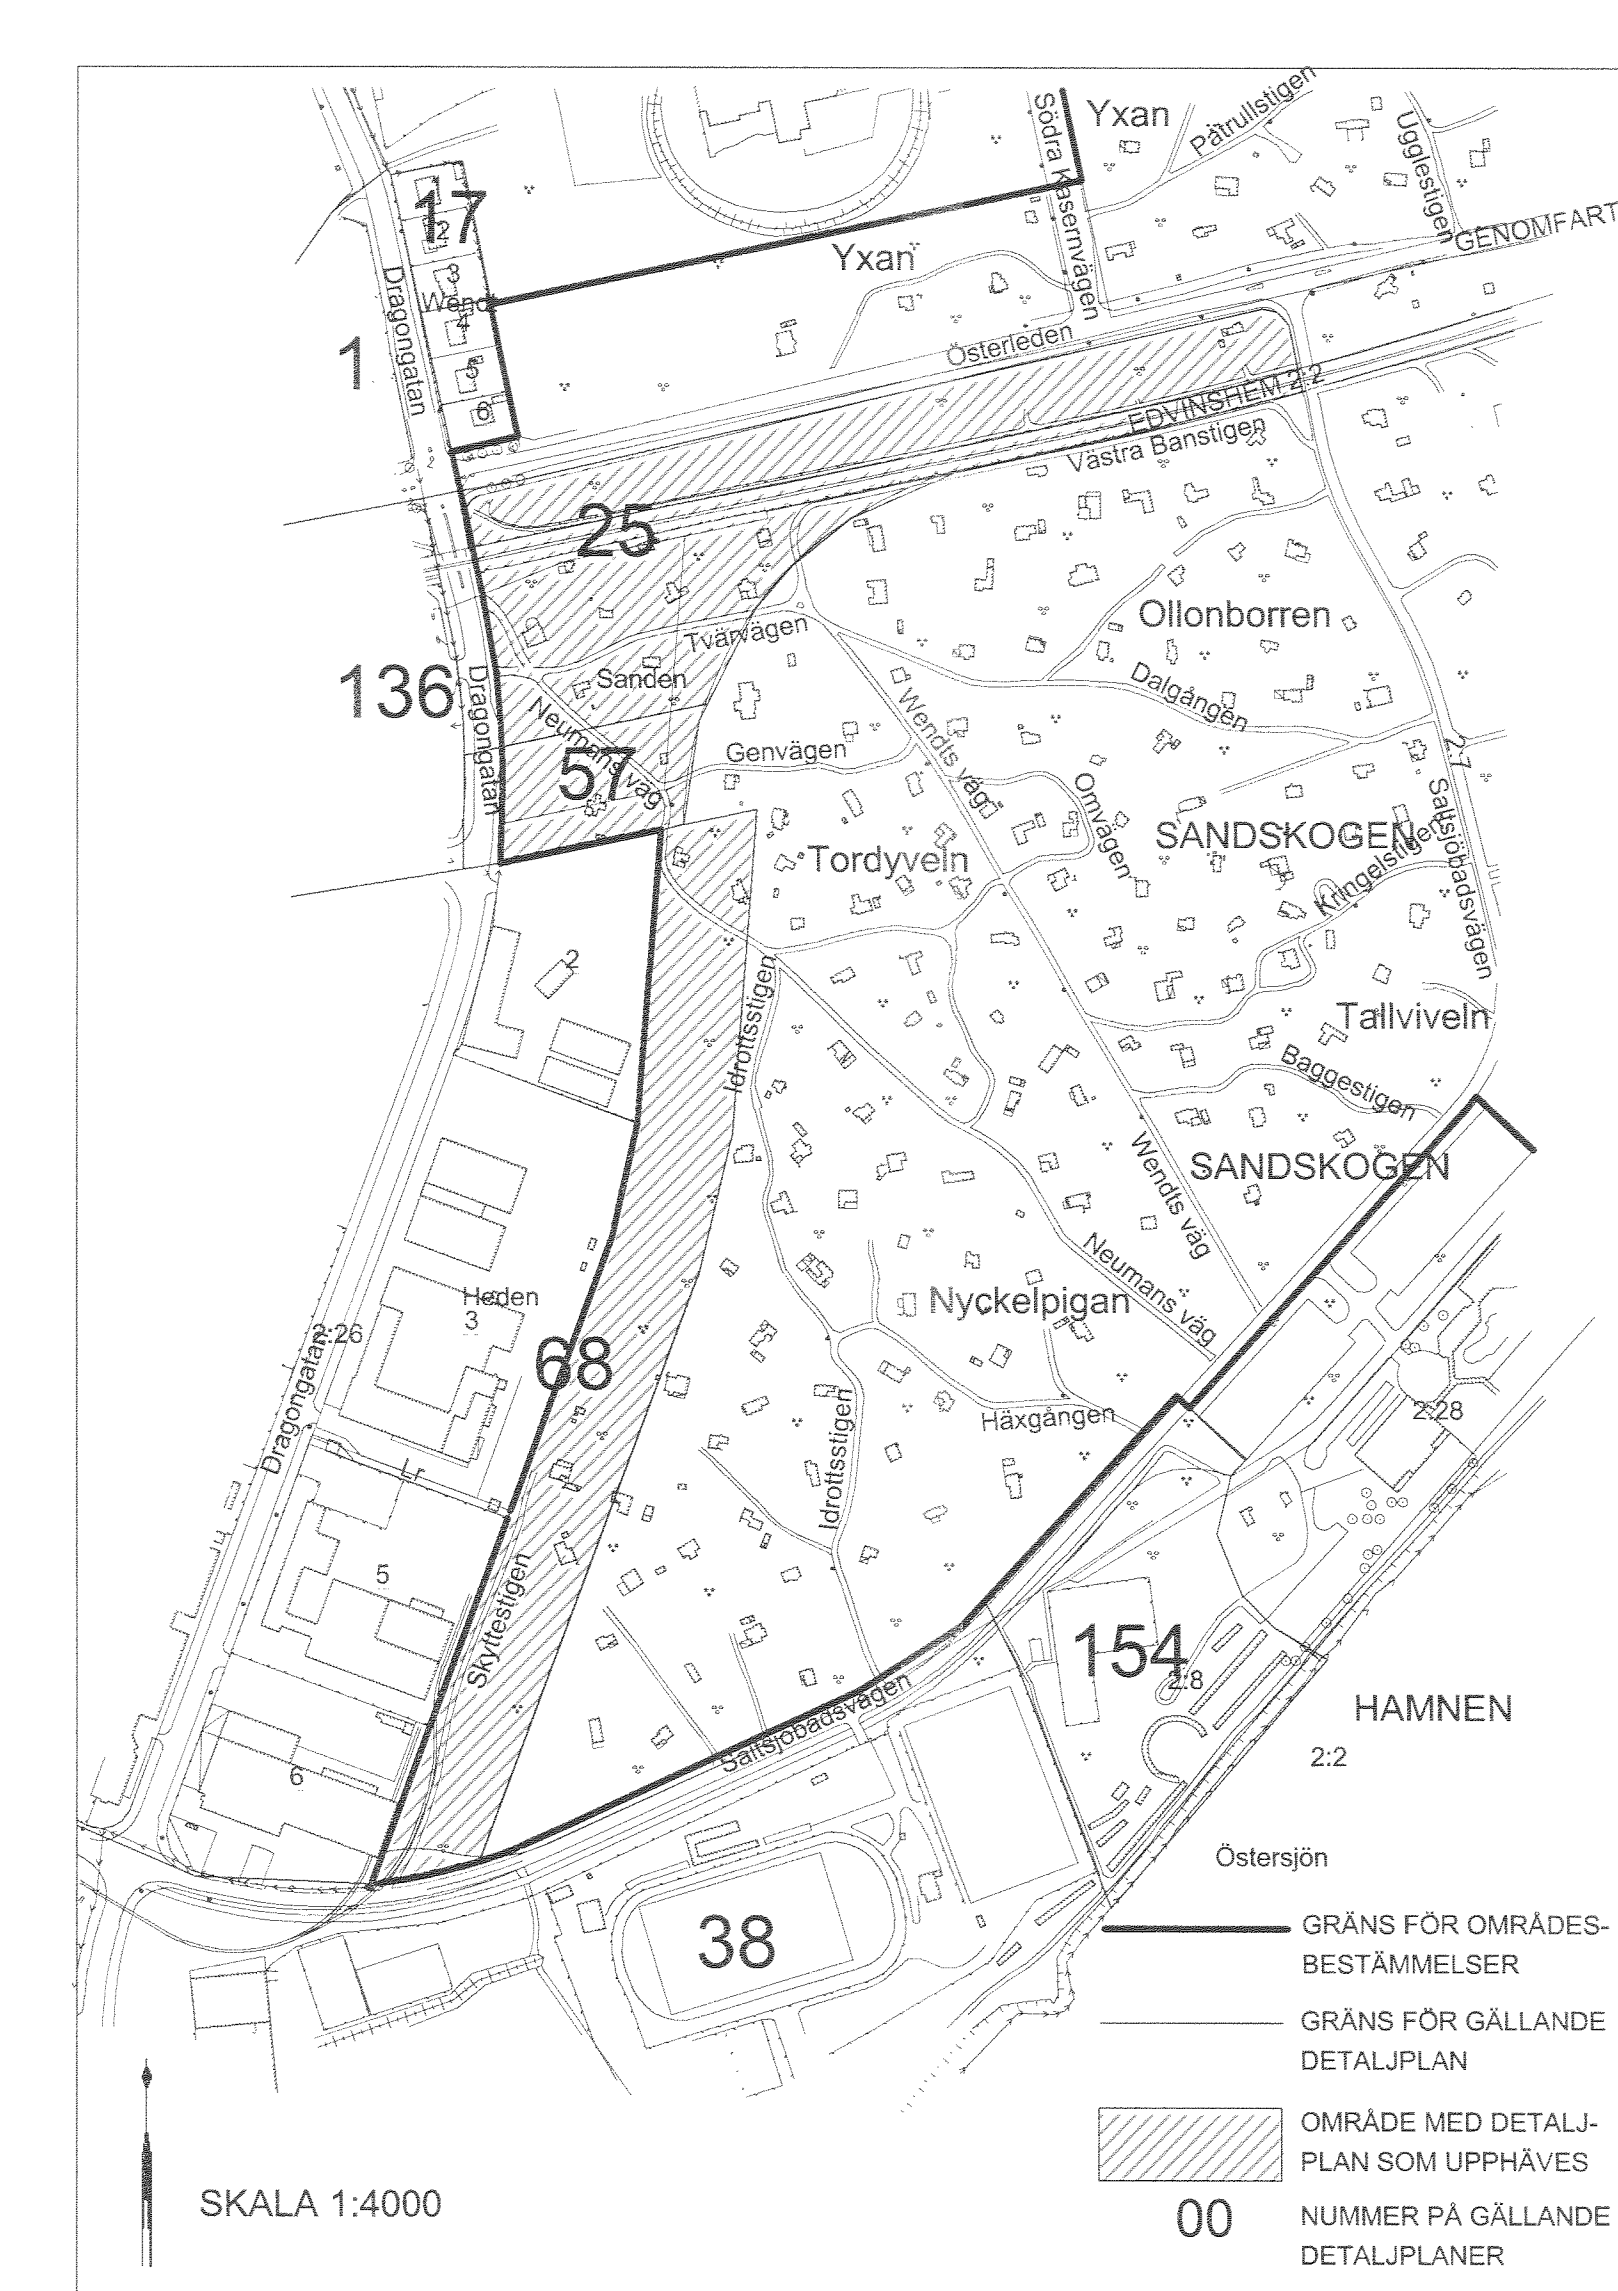 Yxan
Patrullstigen
Södra Kasernvägen
Ugglestigen
GENOMFART
17
1
2
3
Wendt
4
5
6
Dragongatan
1
Yxan
Österleden
EDVINSHEM 2:2
Västra Banstigen
25
Ollonborren
Tvärvägen
136
Dragongatan
Sanden
Neumans väg
57
Genvägen
Wendts väg
Dalgången
Omvägen
2:7
Saltsjöbadsvägen
SANDSKOGEN
Kringelstigen
Tordyveln
2
Idrottsstigen
Tallviveln
Baggestigen
SANDSKOGEN
Wendts väg
Neumans väg
Nyckelpigan
Heden
3
2:26
Dragongatan
68
Häxgången
Idrottsstigen
2:28
5
Skyttestigen
154
2:8
HAMNEN
2:2
Saltsjöbadsvägen
6
Östersjön
38
GRÄNS FÖR OMRÅDES-
BESTÄMMELSER
GRÄNS FÖR GÄLLANDE
DETALJPLAN
OMRÅDE MED DETALJ-
PLAN SOM UPPHÄVES
SKALA 1:4000
00
NUMMER PÅ GÄLLANDE
DETALJPLANER